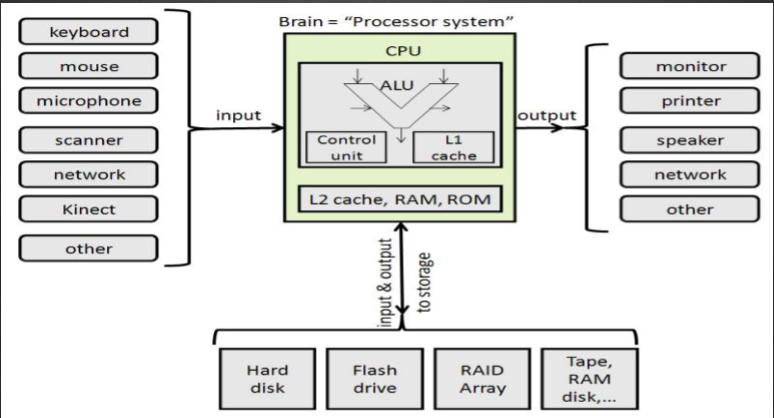 Brain = “Processor system”
keyboard
mouse
microphone
scanner
network
Kinect
other
input
CPU
ALU
Control
unit
L1
cache
L2 cache, RAM, ROM
output
monitor
printer
speaker
network
other
input & output
to storage
Hard
disk
Flash
drive
RAID
Array
Tape,
RAM
disk,...